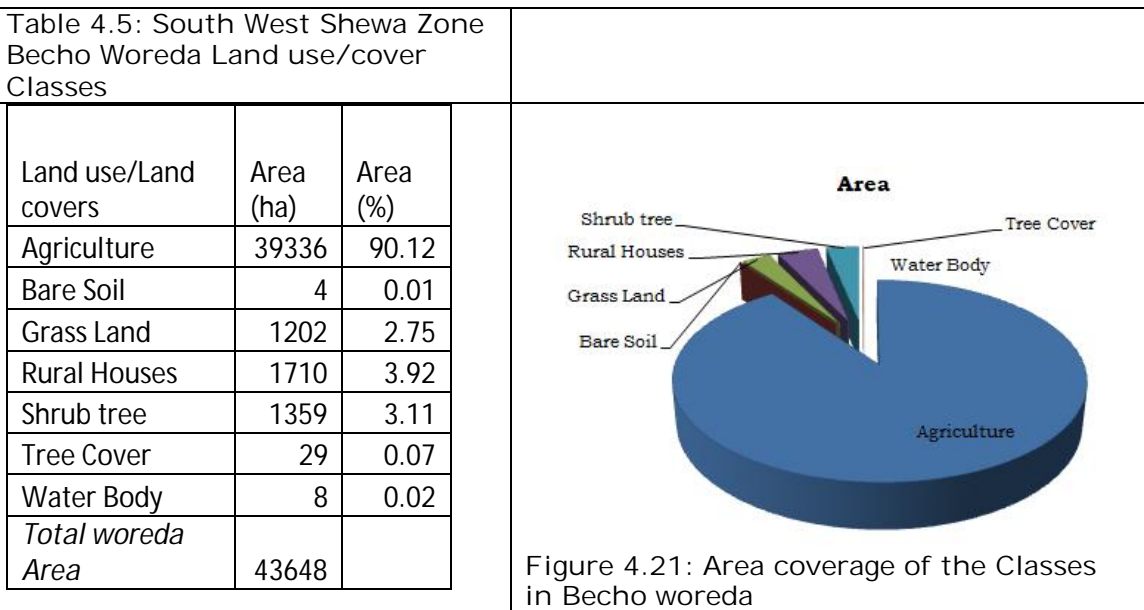 Table 4.5: South West Shewa Zone
Becho Woreda Land use/cover
Classes
Land use/Land covers Area (ha) Area (%)
Agriculture 39336 90.12
Bare Soil 4 0.01
Grass Land 1202 2.75
Rural Houses 1710 3.92
Shrub tree 1359 3.11
Tree Cover 29 0.07
Water Body 8 0.02
Total woreda Area 43648
Area
Shrub tree
Tree Cover
Rural Houses
Water Body
Grass Land
Bare Soil
Agriculture
Figure 4.21: Area coverage of the Classes
in Becho woreda